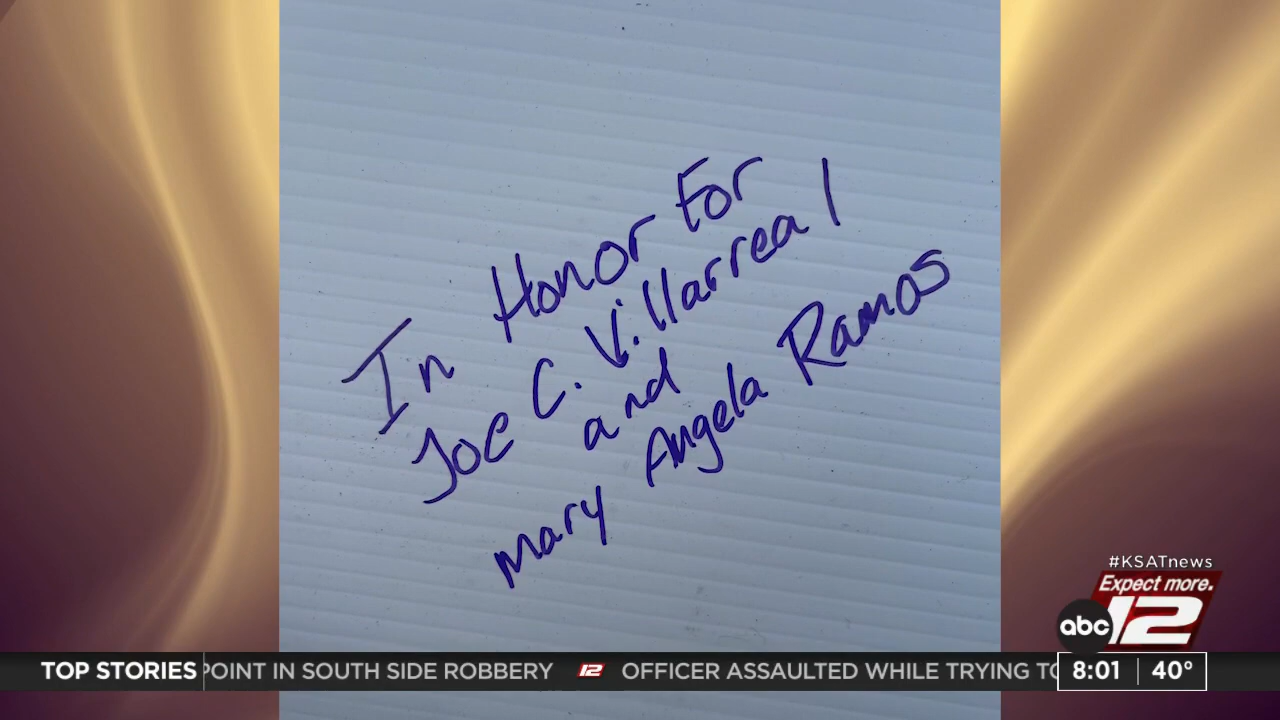 In Honor For
Joe C. Villarreal
and
Mary Angela Ramos
#KSATnews
Expect more.
abc 12
TOP STORIES POINT IN SOUTH SIDE ROBBERY 12 OFFICER ASSAULTED WHILE TRYING TO 8:01 40°